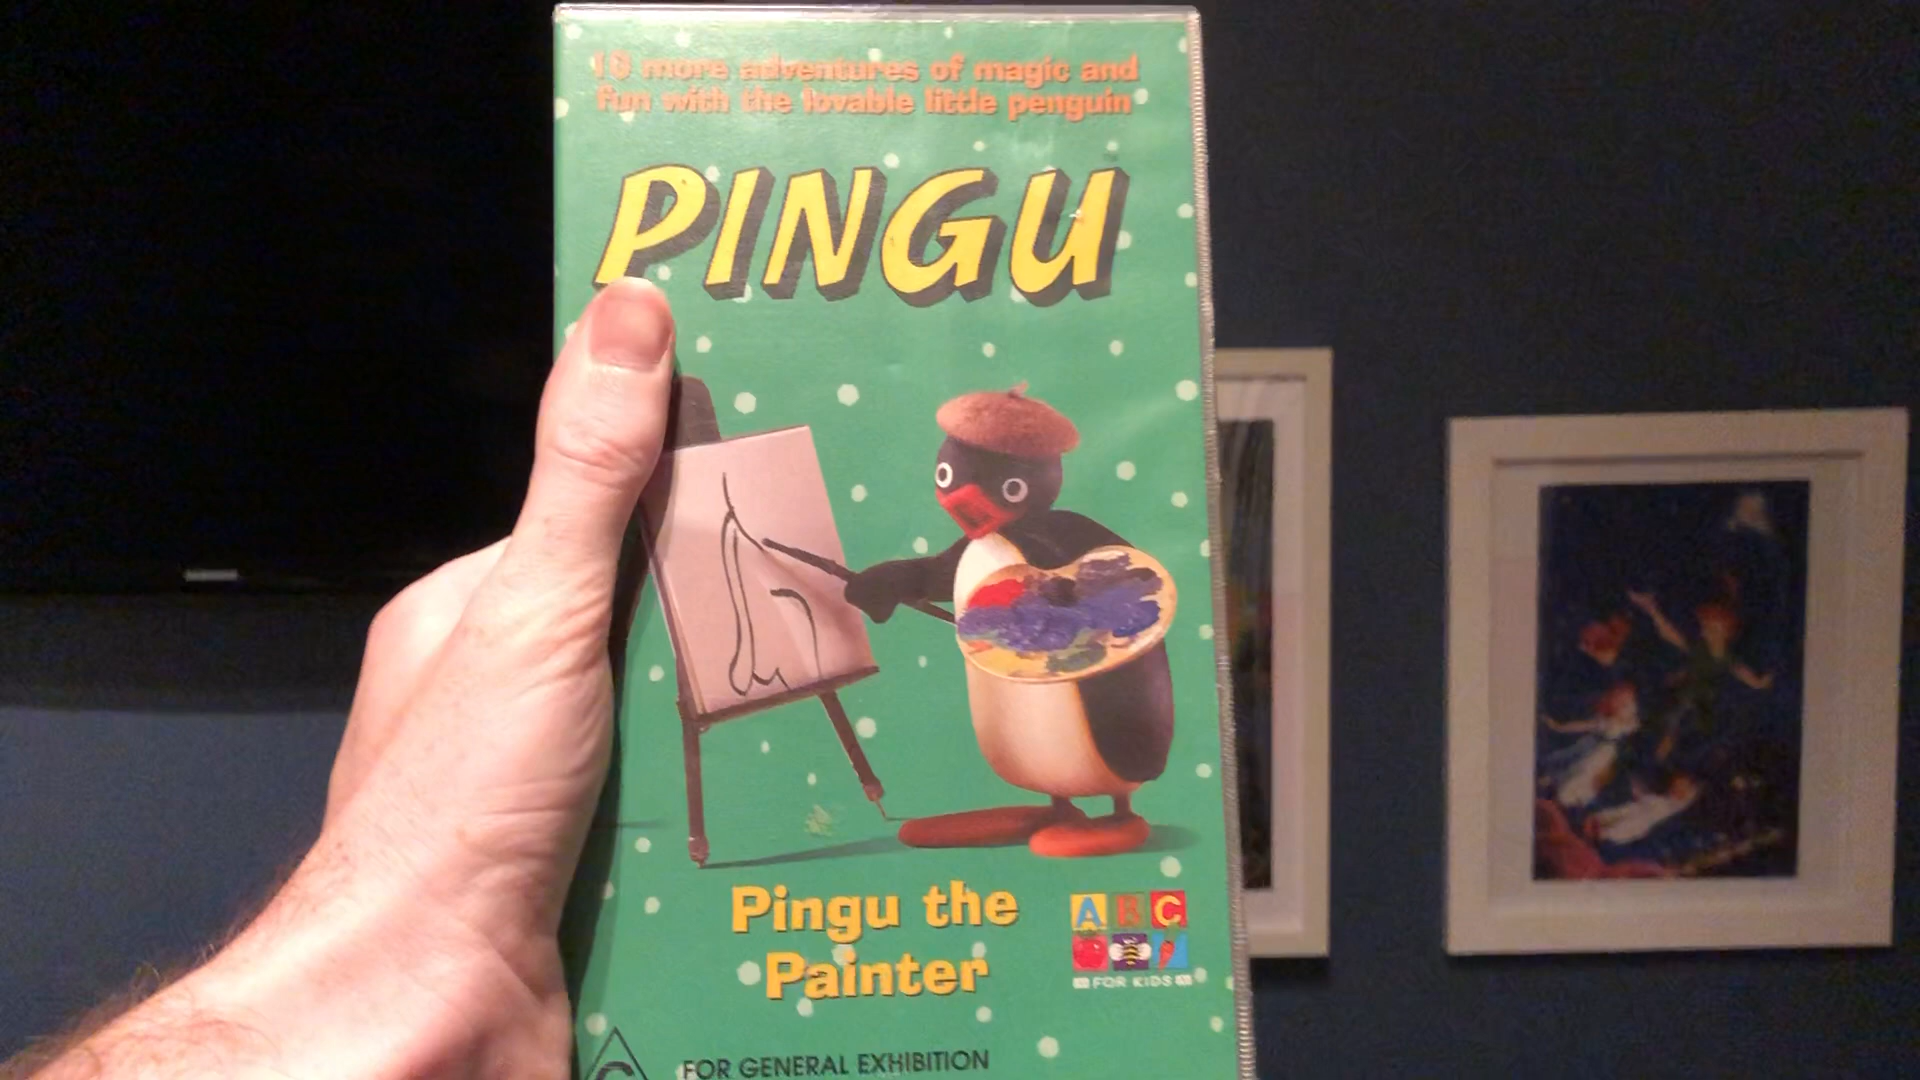 10 more adventures of magic and
fun with the lovable little penguin
PINGU
Pingu the
Painter
ABC
FOR KIDS
G
FOR GENERAL EXHIBITION